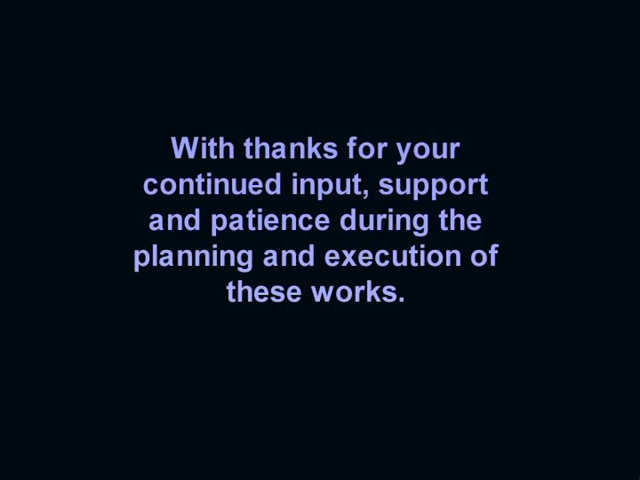 With thanks for your
continued input, support
and patience during the
planning and execution of
these works.